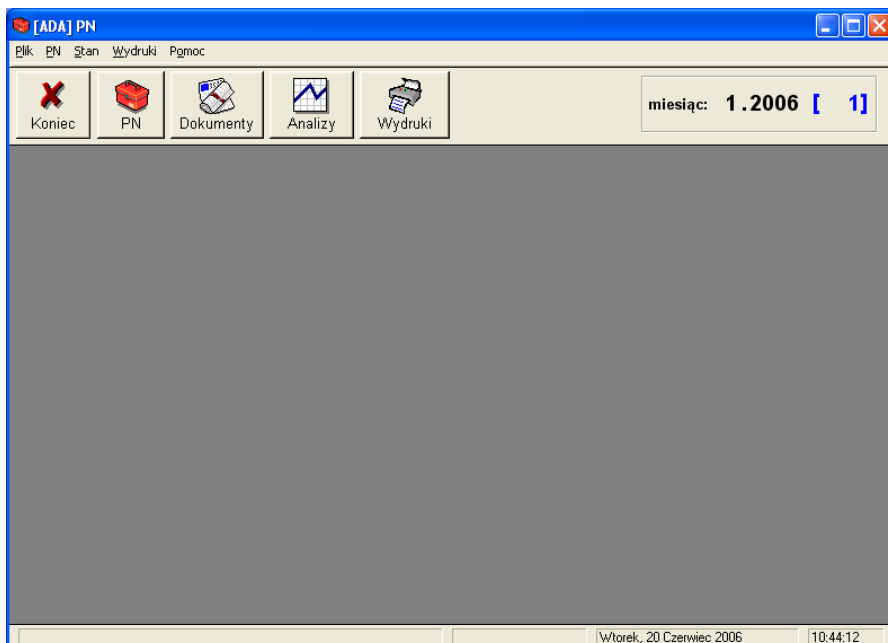 [ADA] PN
Plik PN Stan Wydruki Pomoc
Koniec PN Dokumenty Analizy Wydruki miesiąc: 1.2006 [ 1]
Wtorek, 20 Czerwiec 2006 10:44:12